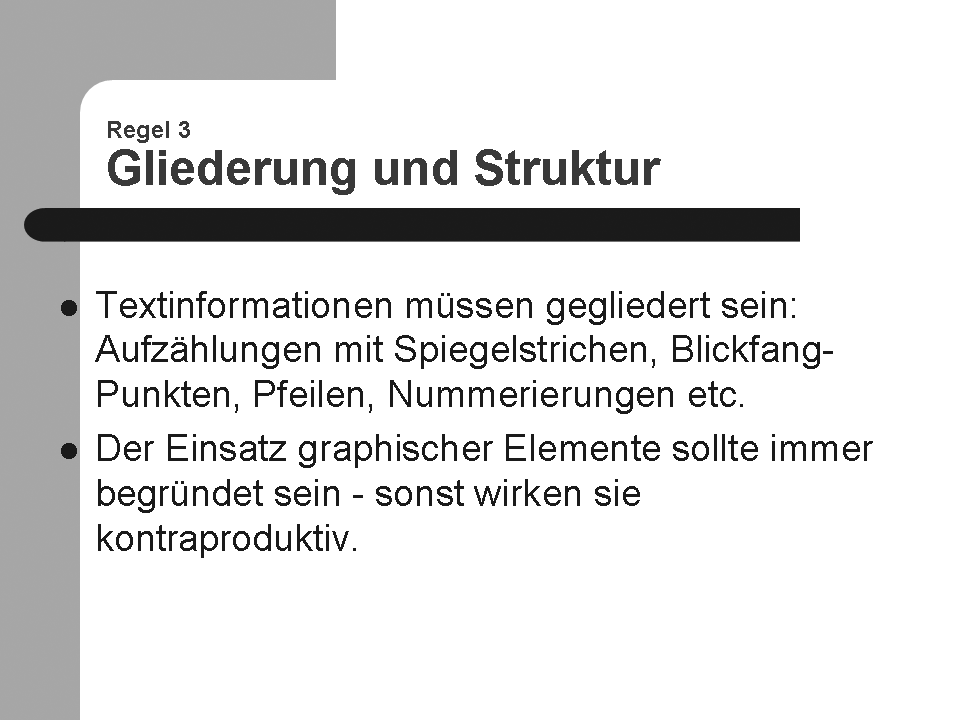 Regel 3
Gliederung und Struktur
Textinformationen müssen gegliedert sein:
Aufzählungen mit Spiegelstrichen, Blickfang-
Punkten, Pfeilen, Nummerierungen etc.
Der Einsatz graphischer Elemente sollte immer
begründet sein - sonst wirken sie
kontraproduktiv.